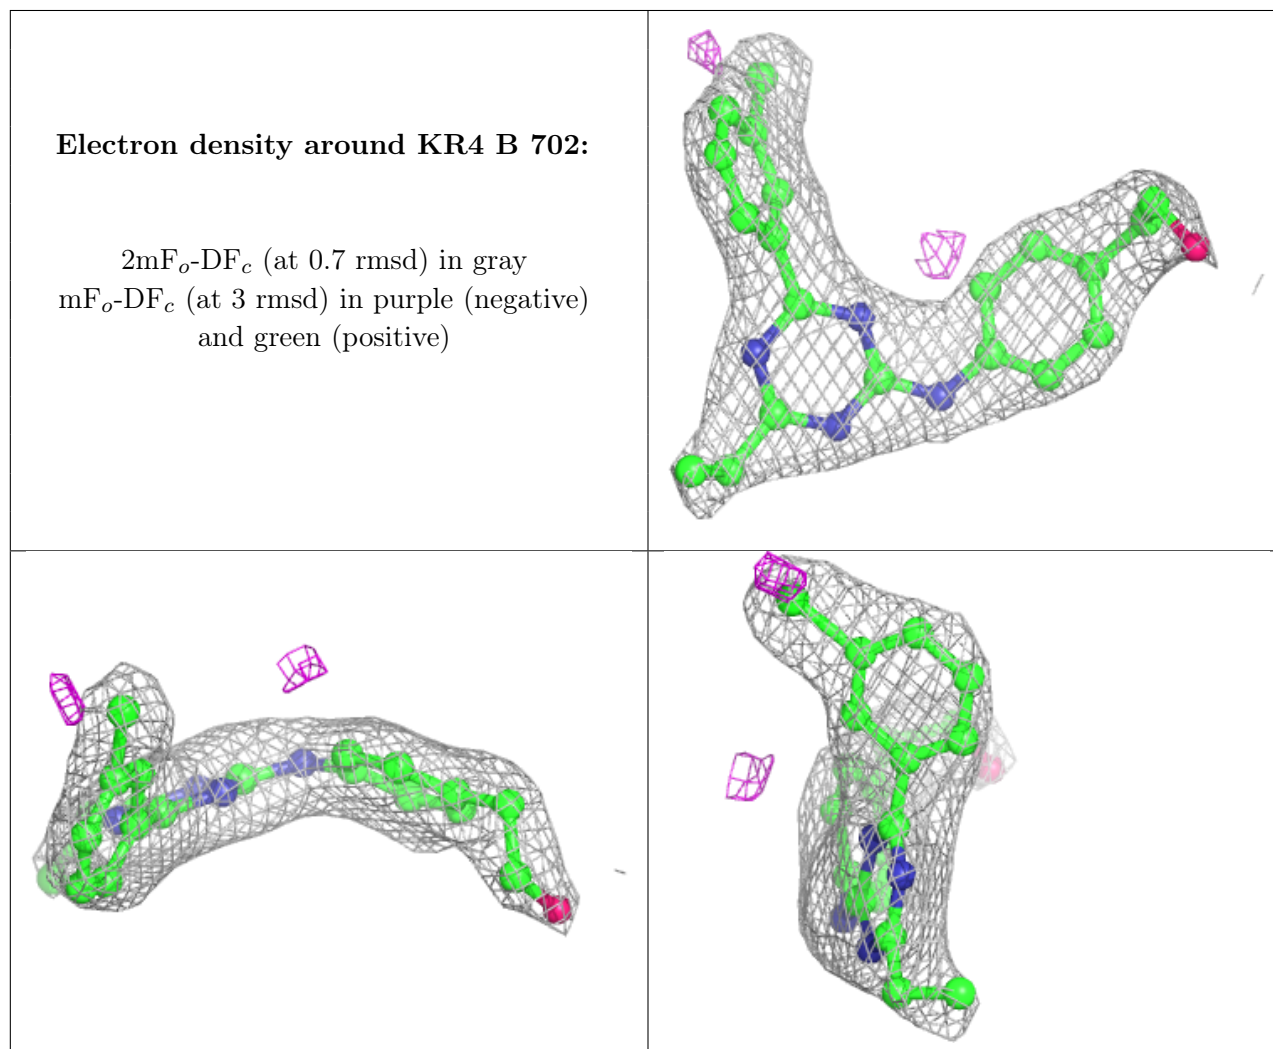 Electron density around KR4 B 702:
2mFo-DFc (at 0.7 rmsd) in gray
mFo-DFc (at 3 rmsd) in purple (negative)
and green (positive)